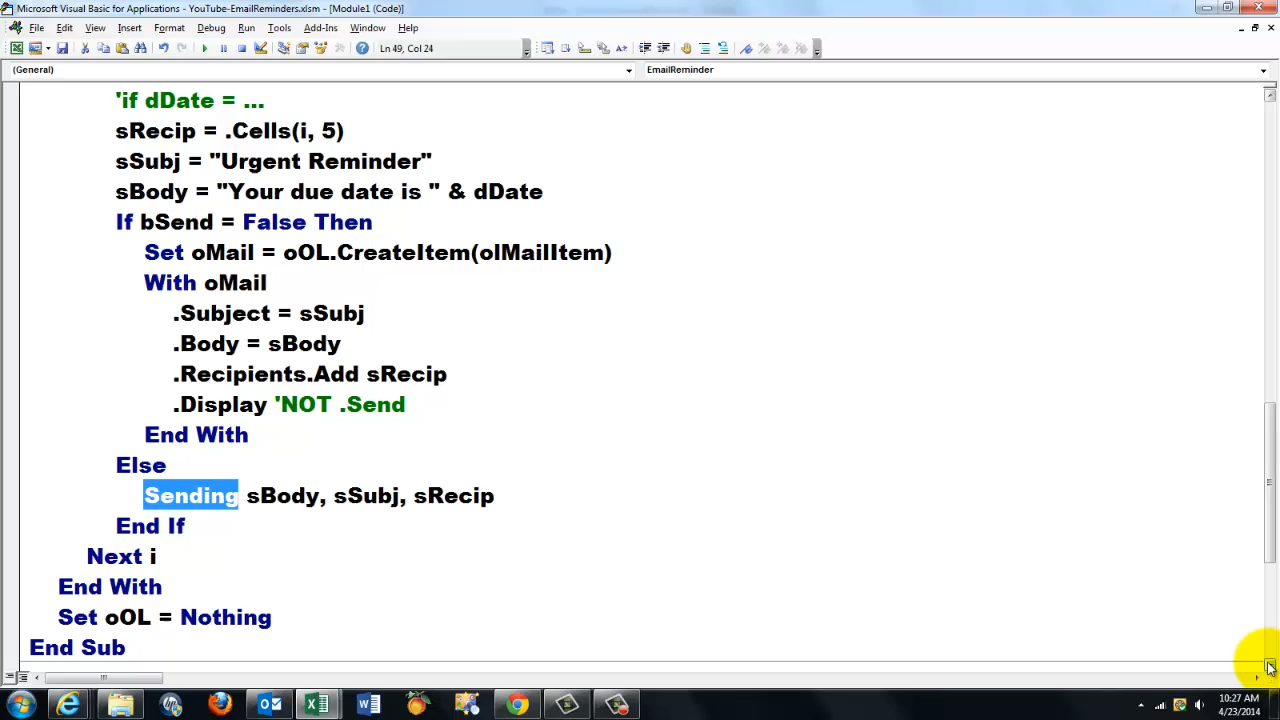 Microsoft Visual Basic for Applications - YouTube-EmailReminders.xlsm - [Module1 (Code)]
File Edit View Insert Format Debug Run Tools Add-Ins Window Help
Ln 49, Col 24
(General) EmailReminder
'if dDate = ...
sRecip = .Cells(i, 5)
sSubj = "Urgent Reminder"
sBody = "Your due date is " & dDate
If bSend = False Then
Set oMail = oOL.CreateItem(olMailItem)
With oMail
.Subject = sSubj
.Body = sBody
.Recipients.Add sRecip
.Display 'NOT .Send
End With
Else
Sending sBody, sSubj, sRecip
End If
Next i
End With
Set oOL = Nothing
End Sub
10:27 AM
4/23/2014